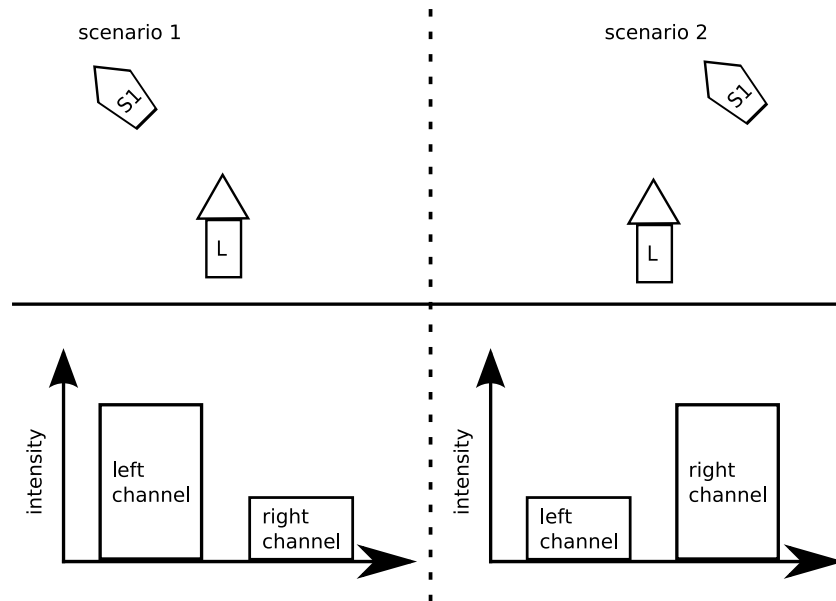 scenario 1
S1
L
intensity
left
channel
right
channel
scenario 2
S1
L
intensity
left
channel
right
channel